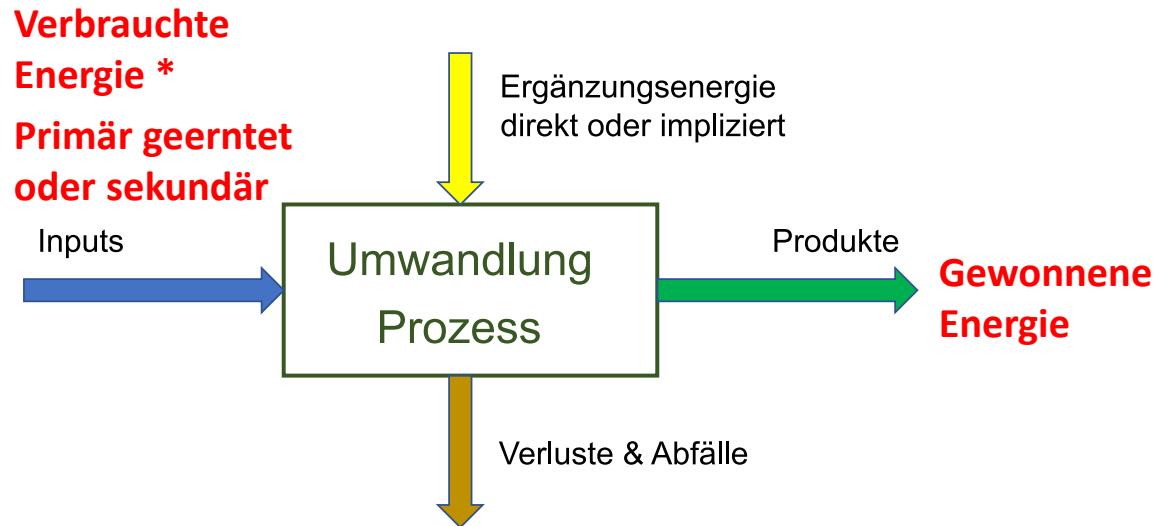 Verbrauchte
Energie *
Primär geerntet
oder sekundär
Ergänzungsenergie
direkt oder impliziert
Inputs
Umwandlung
Prozess
Produkte
Gewonnene
Energie
Verluste & Abfälle